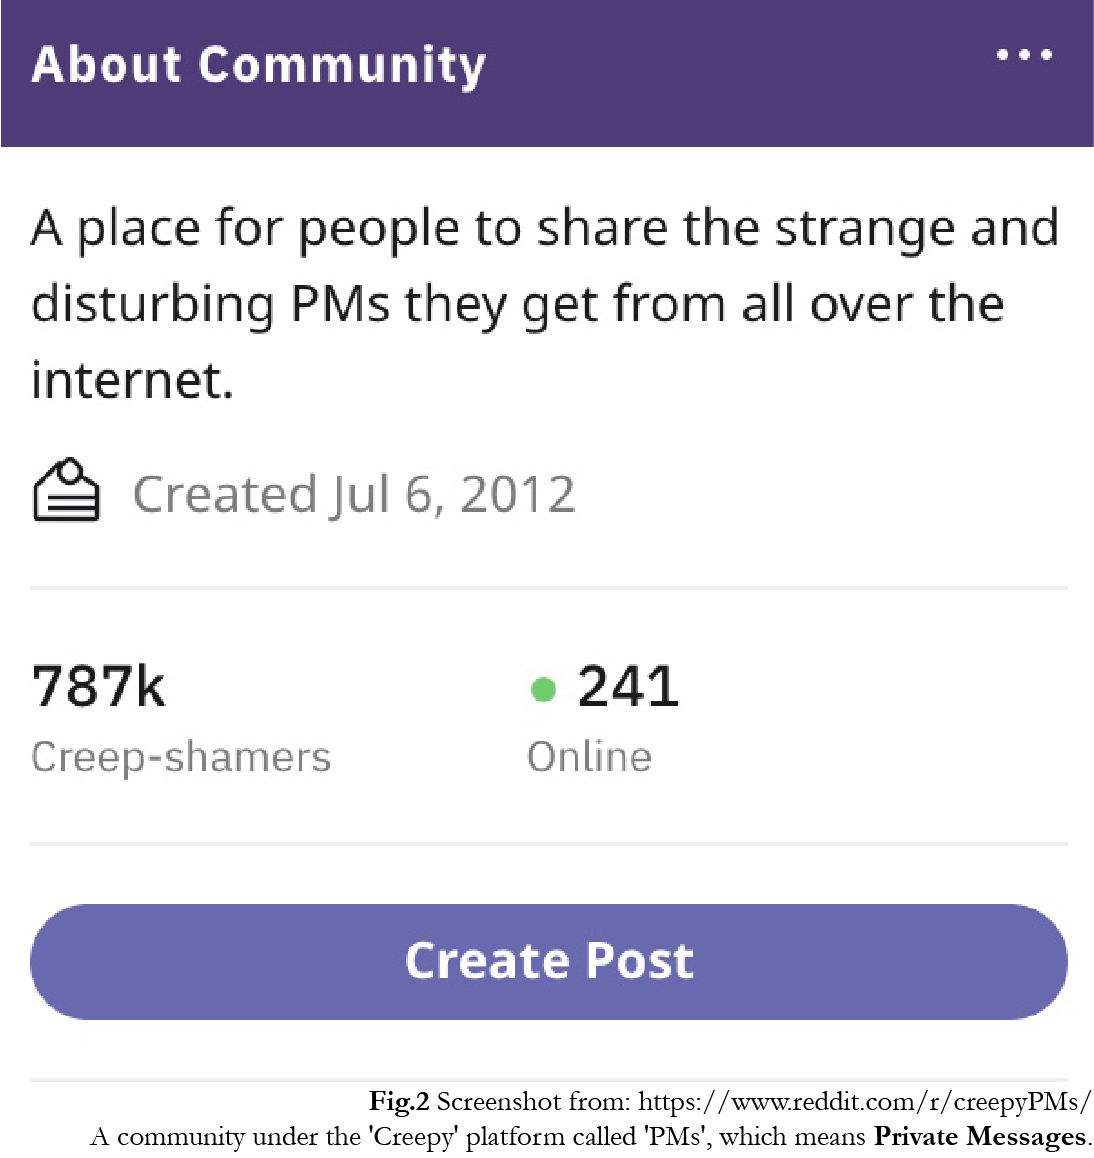 About Community
A place for people to share the strange and
disturbing PMs they get from all over the
internet.
Created Jul 6, 2012
787k
241
Creep-shamers
Online
Create Post
Fig.2 Screenshot from: https://www.reddit.com/r/creepyPMs/
A community under the 'Creepy' platform called 'PMs', which means Private Messages.